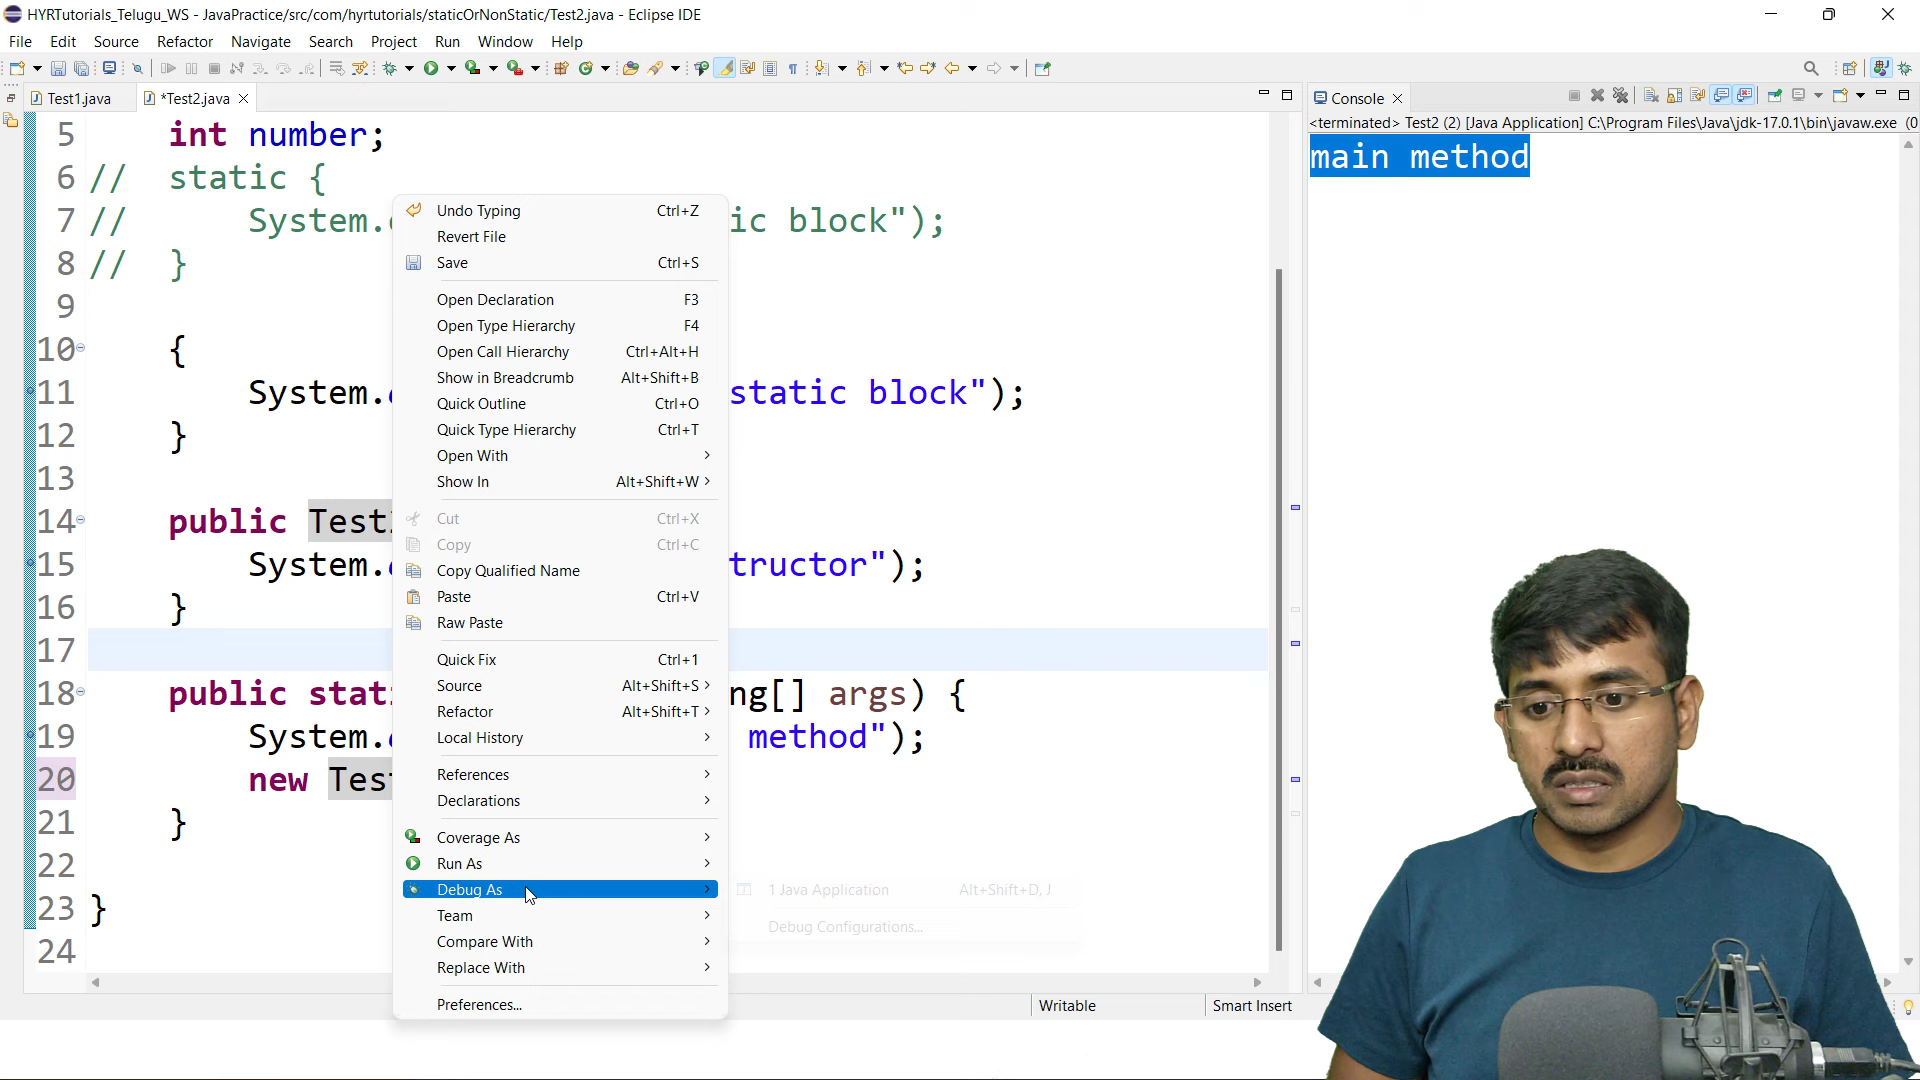 HYRTutorials_Telugu_WS - JavaPractice/src/com/hyrtutorials/staticOrNonStatic/Test2.java - Eclipse IDE
File Edit Source Refactor Navigate Search Project Run Window Help
Test1.java *Test2.java
Console
<terminated> Test2 (2) [Java Application] C:\Program Files\Java\jdk-17.0.1\bin\javaw.exe (0
main method
5 int number;
6 // static {
7 // System. ic block");
8 // }
9
10 {
11 System. static block");
12 }
13
14 public Test
15 System. tructor");
16 }
17
18 public stat ng[] args) {
19 System. method");
20 new Tes
21 }
22
23 }
24
Undo Typing Ctrl+Z
Revert File
Save Ctrl+S
Open Declaration F3
Open Type Hierarchy F4
Open Call Hierarchy Ctrl+Alt+H
Show in Breadcrumb Alt+Shift+B
Quick Outline Ctrl+O
Quick Type Hierarchy Ctrl+T
Open With
Show In Alt+Shift+W
Cut Ctrl+X
Copy Ctrl+C
Copy Qualified Name
Paste Ctrl+V
Raw Paste
Quick Fix Ctrl+1
Source Alt+Shift+S
Refactor Alt+Shift+T
Local History
References
Declarations
Coverage As
Run As
Debug As
Team
Compare With
Replace With
Preferences...
1 Java Application Alt+Shift+D, J
Debug Configurations...
Writable Smart Insert